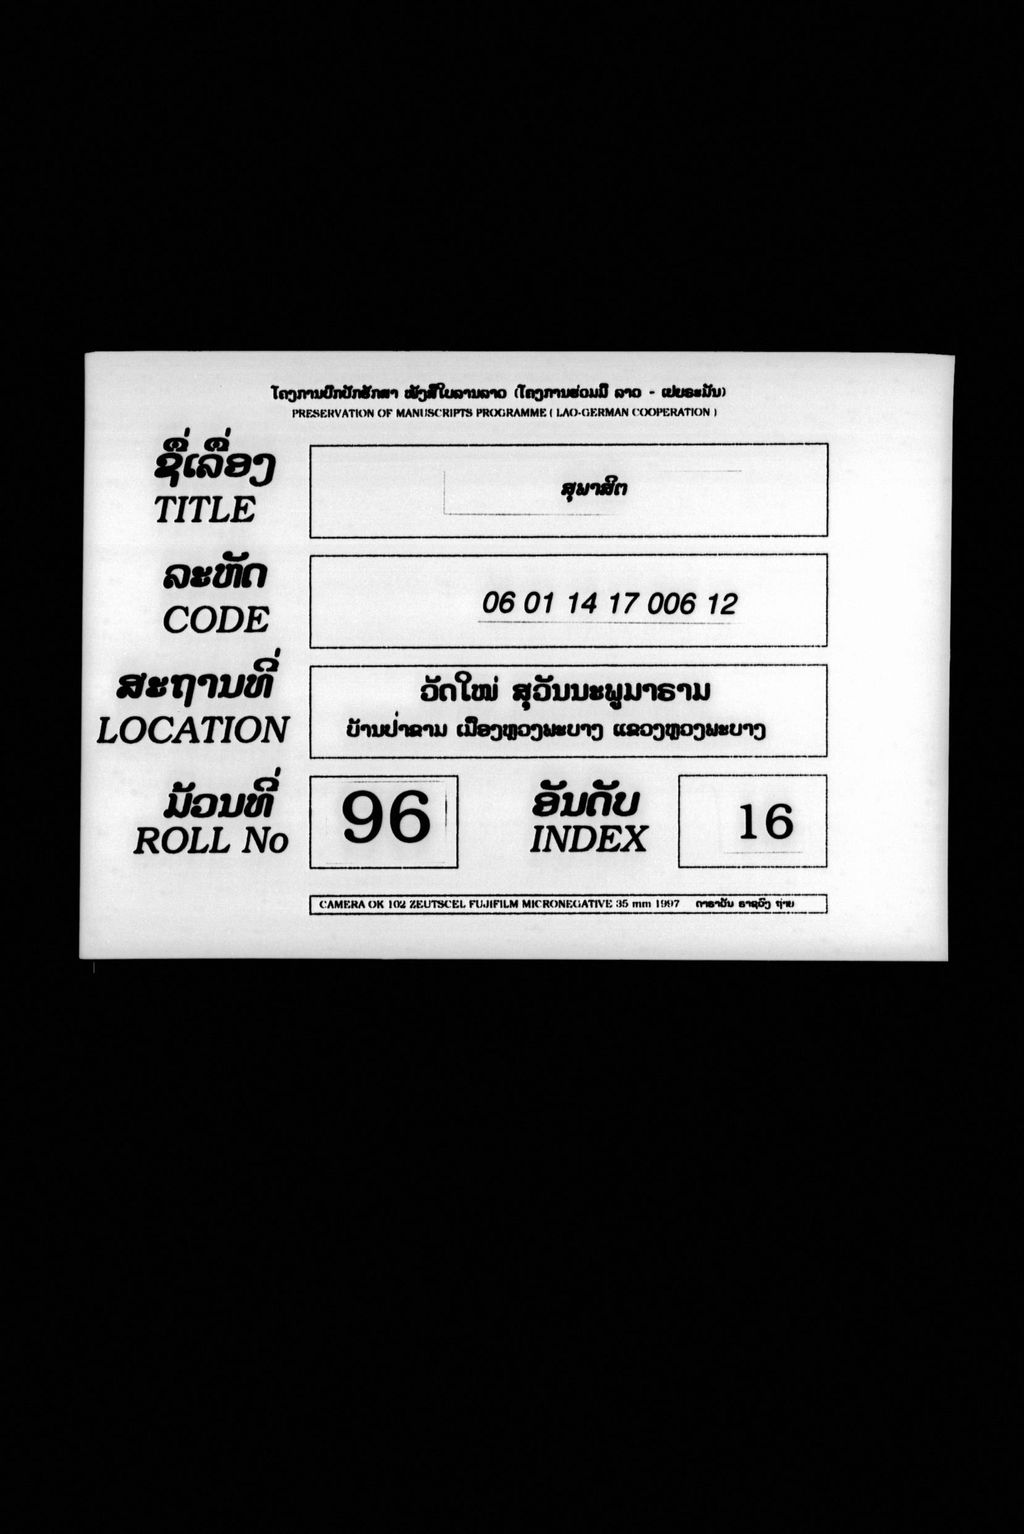 ໂຄງການປົກປັກຮັກສາ ໜັງສືໃບລານລາວ (ໂຄງການຮ່ວມມື ລາວ - ເຢຍຣະມັນ)
PRESERVATION OF MANUSCRIPTS PROGRAMME ( LAO-GERMAN COOPERATION )
ຊື່ເລື່ອງ
TITLE
ສຸພາສິດ
ລະຫັດ
CODE
06 01 14 17 006 12
ສະຖານທີ່
LOCATION
ວັດໃໝ່ ສຸວັນນະພູມາຣາມ
ບ້ານປ່າຂາມ ເມືອງຫຼວງພະບາງ ແຂວງຫຼວງພະບາງ
ມ້ວນທີ່
ROLL No
96
ອັນດັບ
INDEX
16
CAMERA OK 102 ZEUTSCEL FUJIFILM MICRONEGATIVE 35 mm 1997 ຖ່າຍ